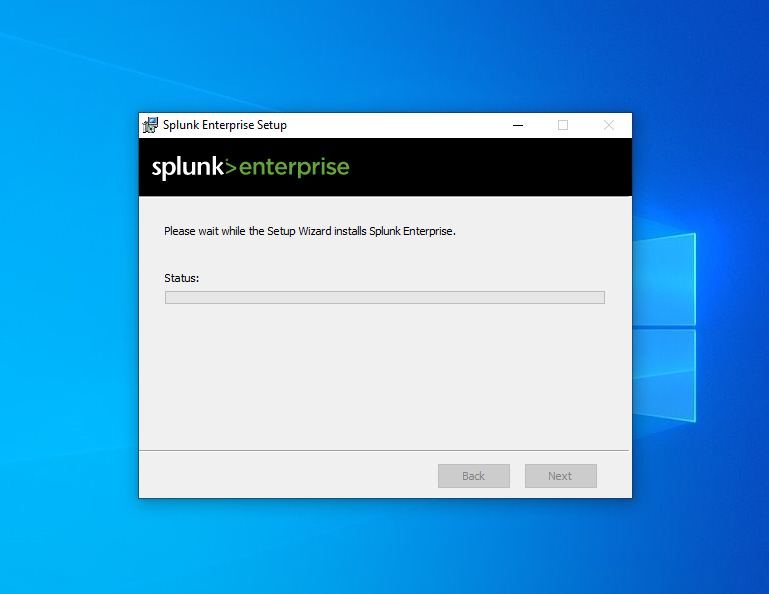 Splunk Enterprise Setup
splunk>enterprise
Please wait while the Setup Wizard installs Splunk Enterprise.
Status:
Back Next